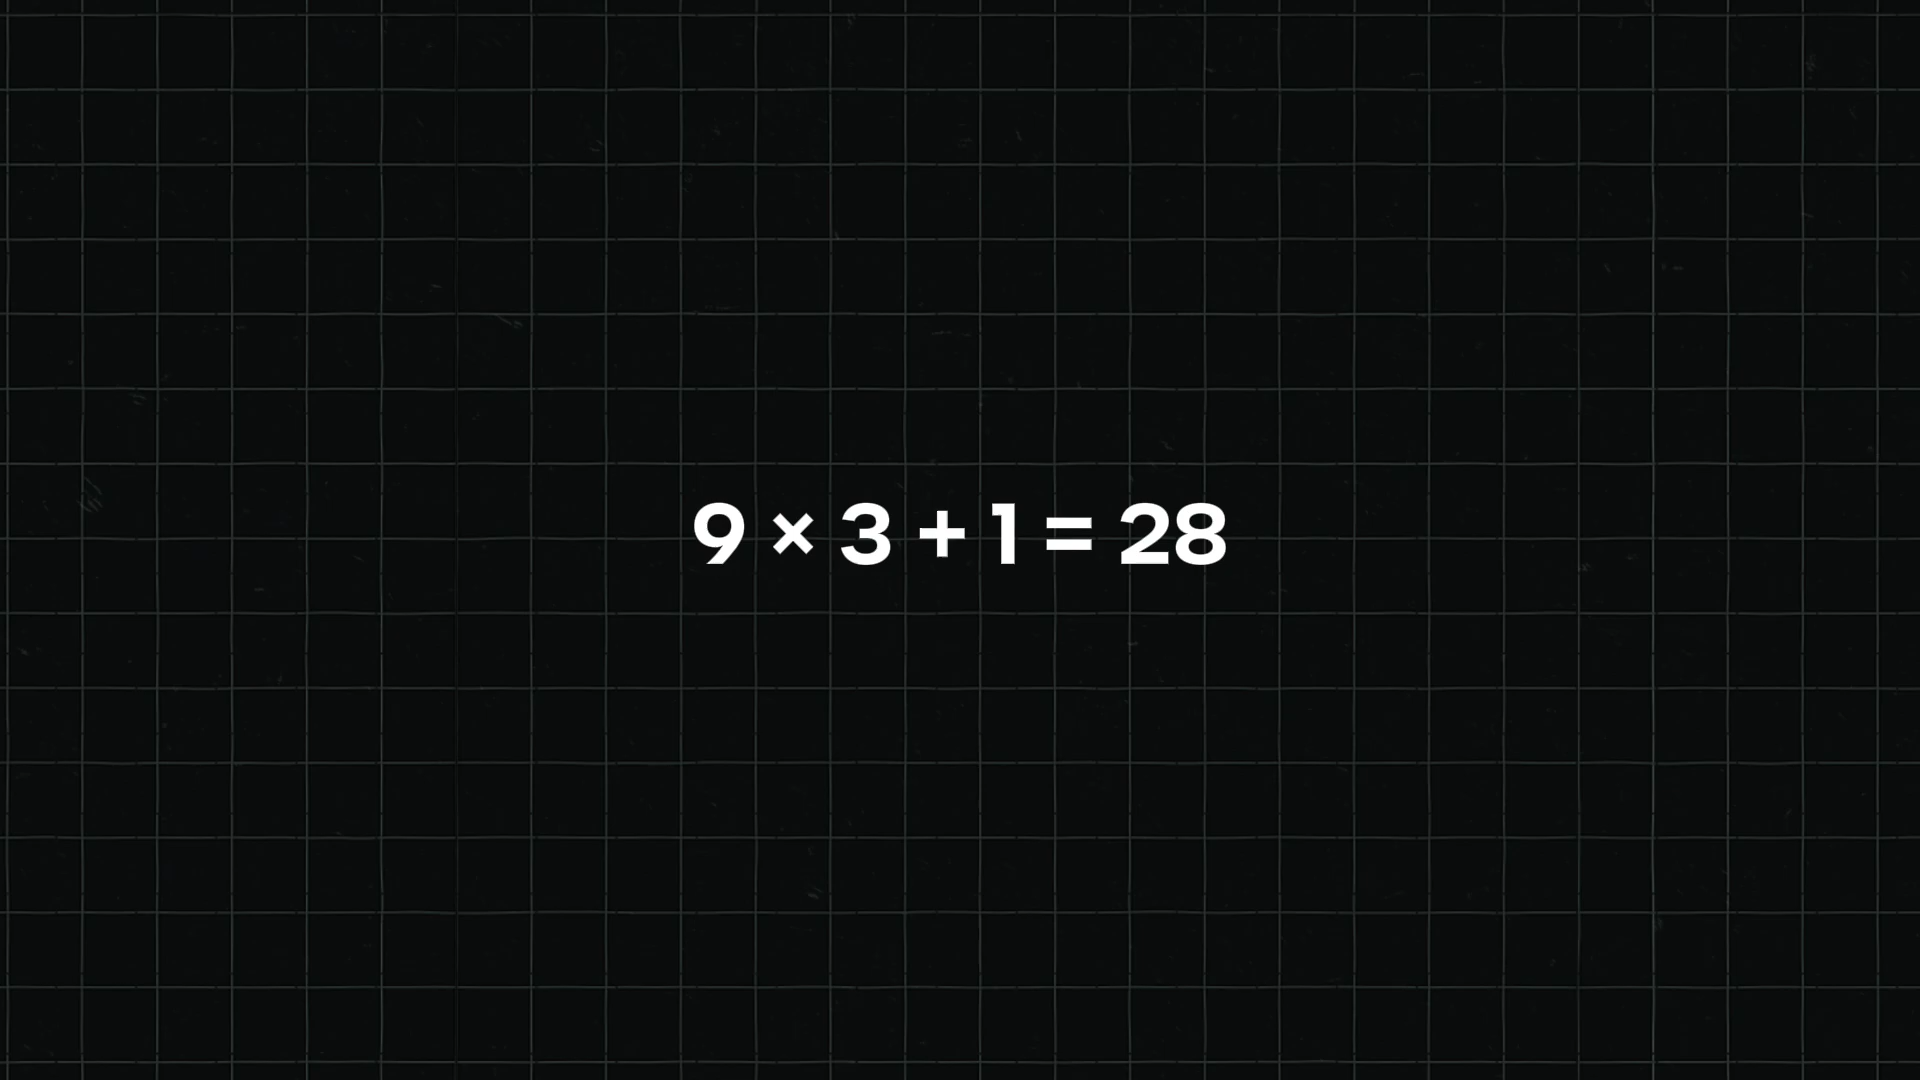 9 × 3 + 1 = 28